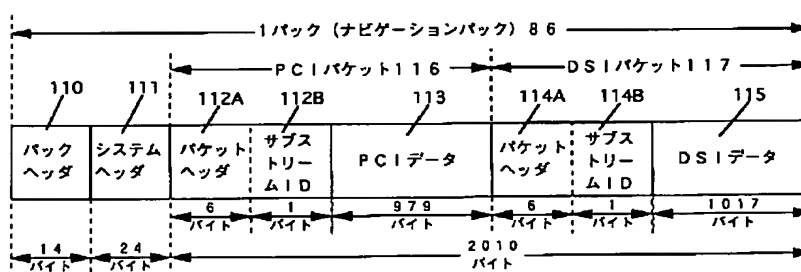 1パック(ナビゲーションパック)86
PCIパケット116
DSIパケット117
110
111
112A
112B
113
114A
114B
115
パック
ヘッダ
システム
ヘッダ
パケット
ヘッダ
サブス
トリー
ムID
PCIデータ
パケット
ヘッダ
サブス
トリー
ムID
DSIデータ
6
バイト
1
バイト
979
バイト
6
バイト
1
バイト
1017
バイト
14
バイト
24
バイト
2010
バイト